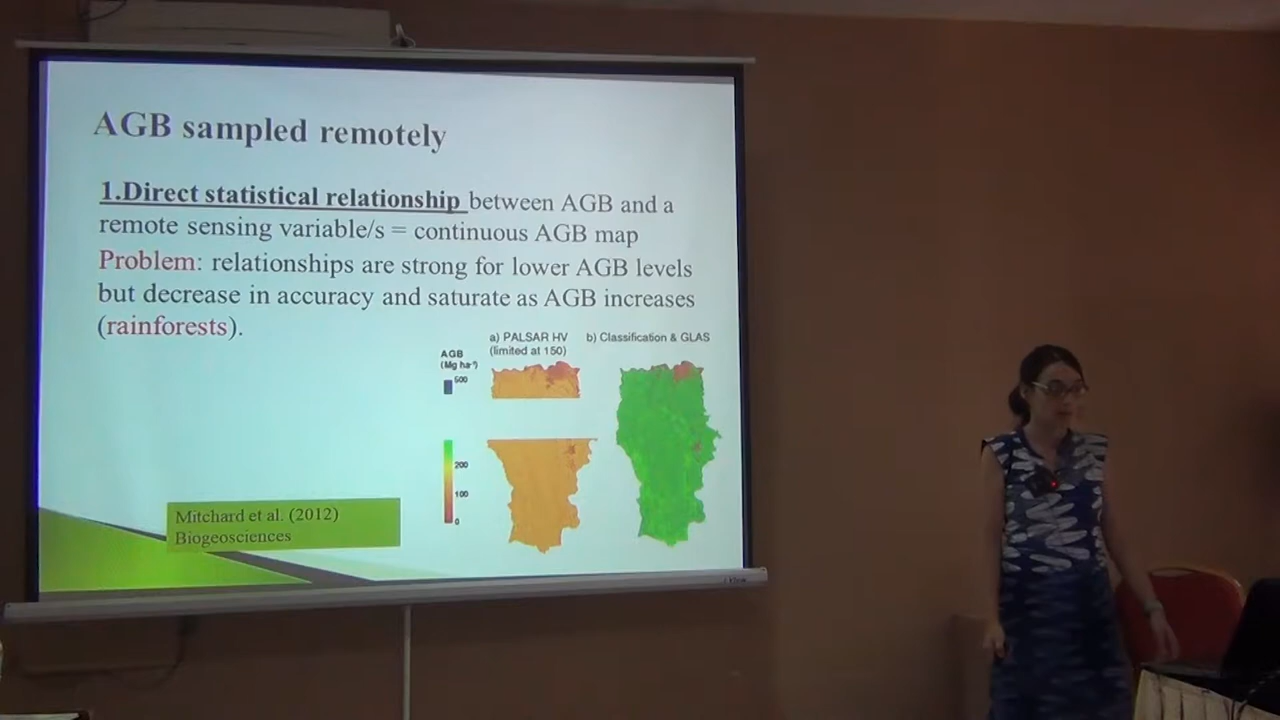 AGB sampled remotely
1.Direct statistical relationship between AGB and a
remote sensing variable/s = continuous AGB map
Problem: relationships are strong for lower AGB levels
but decrease in accuracy and saturate as AGB increases
(rainforests).
a) PALSAR HV
(limited at 150)
b) Classification & GLAS
AGB
(Mg ha⁻¹)
500
200
100
0
Mitchard et al. (2012)
Biogeosciences